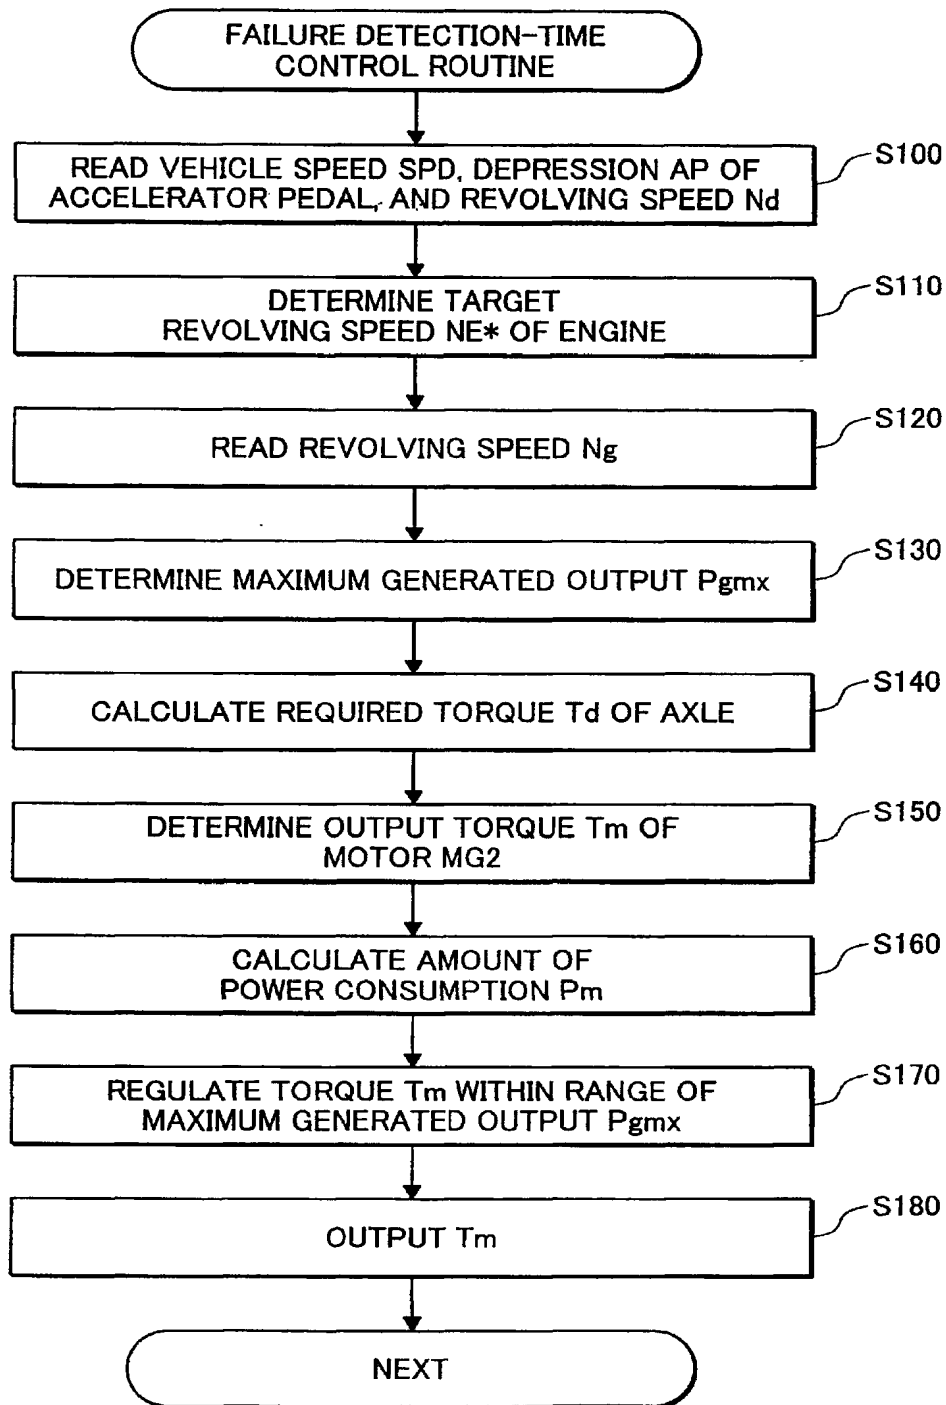 FAILURE DETECTION-TIME
CONTROL ROUTINE
READ VEHICLE SPEED SPD, DEPRESSION AP OF
ACCELERATOR PEDAL, AND REVOLVING SPEED Nd
S100
DETERMINE TARGET
REVOLVING SPEED NE* OF ENGINE
S110
READ REVOLVING SPEED Ng
S120
DETERMINE MAXIMUM GENERATED OUTPUT Pgmx
S130
CALCULATE REQUIRED TORQUE Td OF AXLE
S140
DETERMINE OUTPUT TORQUE Tm OF
MOTOR MG2
S150
CALCULATE AMOUNT OF
POWER CONSUMPTION Pm
S160
REGULATE TORQUE Tm WITHIN RANGE OF
MAXIMUM GENERATED OUTPUT Pgmx
S170
OUTPUT Tm
S180
NEXT